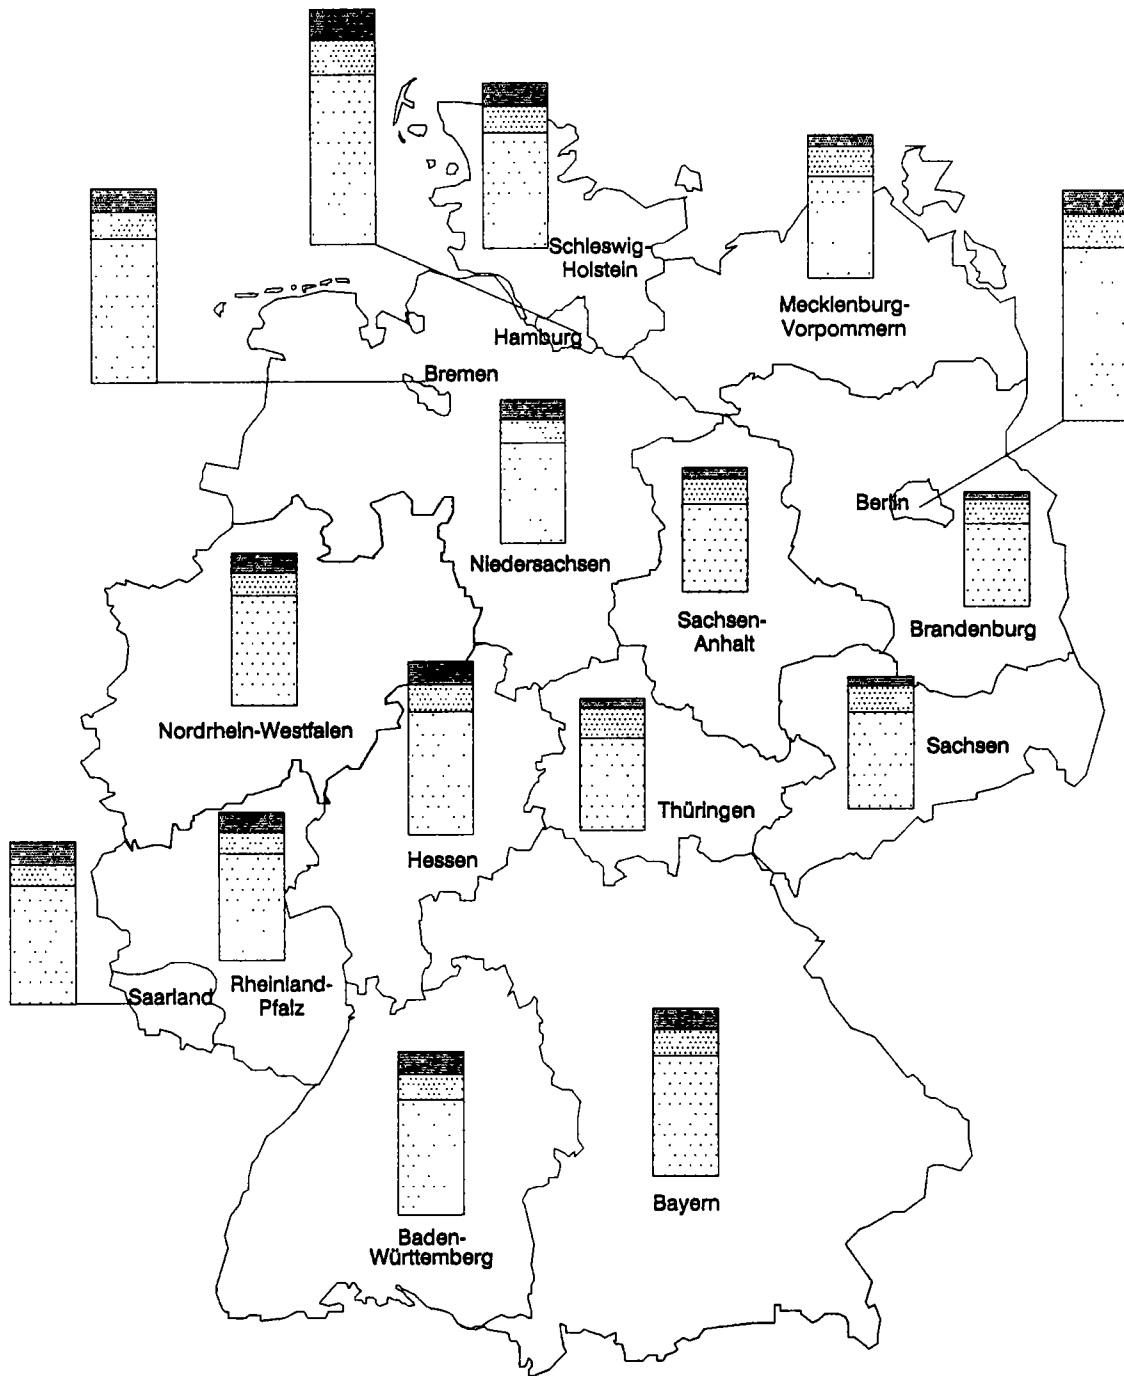 Schleswig-
Holstein
Mecklenburg-
Vorpommern
Hamburg
Bremen
Berlin
Niedersachsen
Sachsen-
Anhalt
Brandenburg
Nordrhein-Westfalen
Sachsen
Thüringen
Hessen
Saarland
Rheinland-
Pfalz
Bayern
Baden-
Württemberg